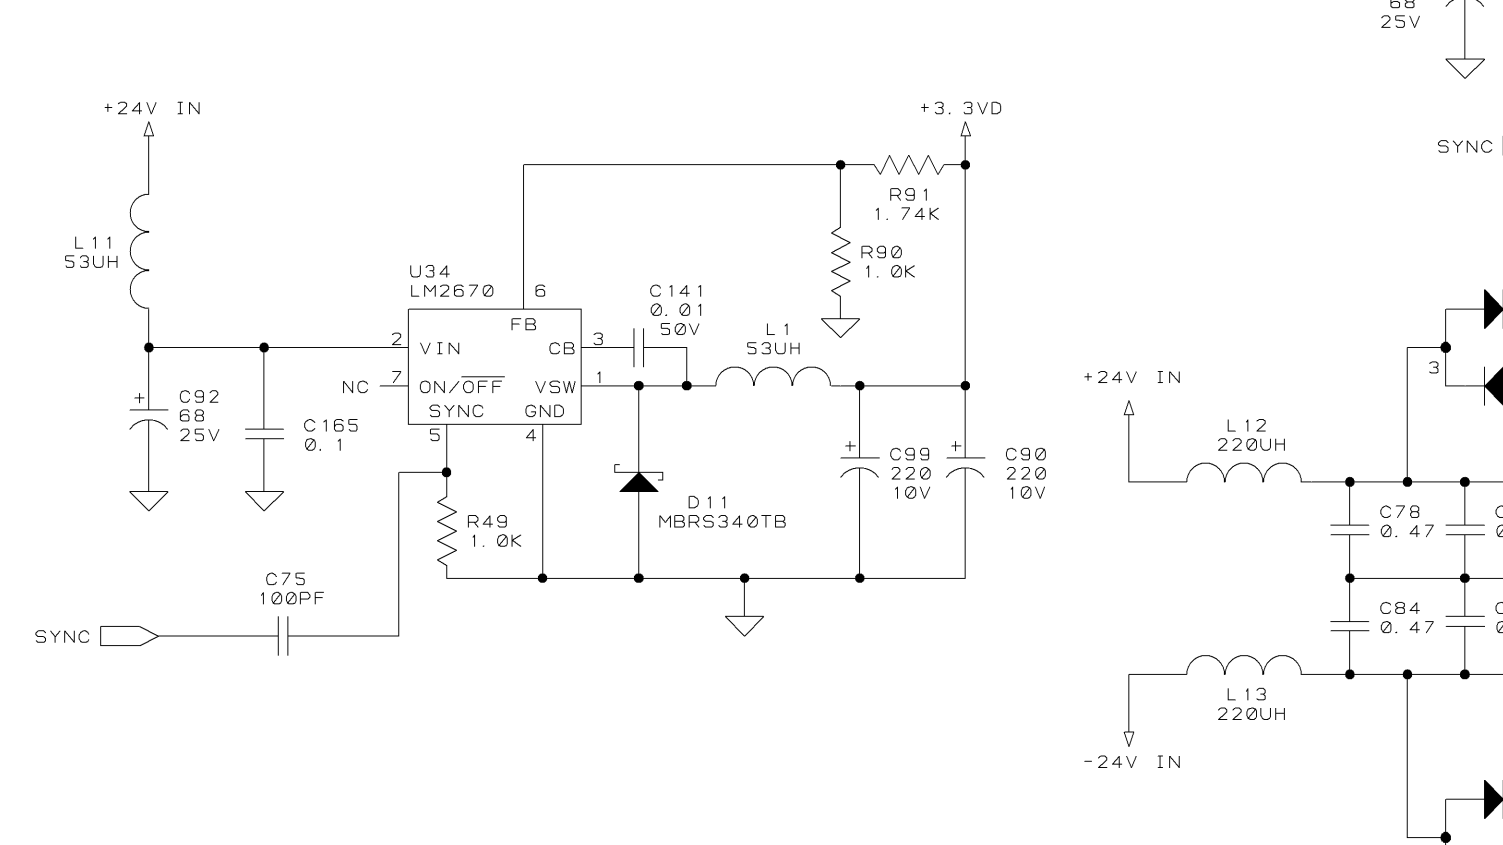 68
25V
+24V IN
+3.3VD
SYNC
R91
1.74K
L11
53UH
R90
1.0K
U34
LM2670
6
C141
0.01
50V
FB
L1
53UH
2
VIN
CB
3
NC
7
ON/OFF
VSW
1
SYNC
GND
5
4
3
+24V IN
+
C92
68
25V
C165
0.1
L12
220UH
+
C99
220
10V
+
C90
220
10V
D11
MBRS340TB
R49
1.0K
C78
0.47
C75
100PF
C84
0.47
SYNC
L13
220UH
-24V IN